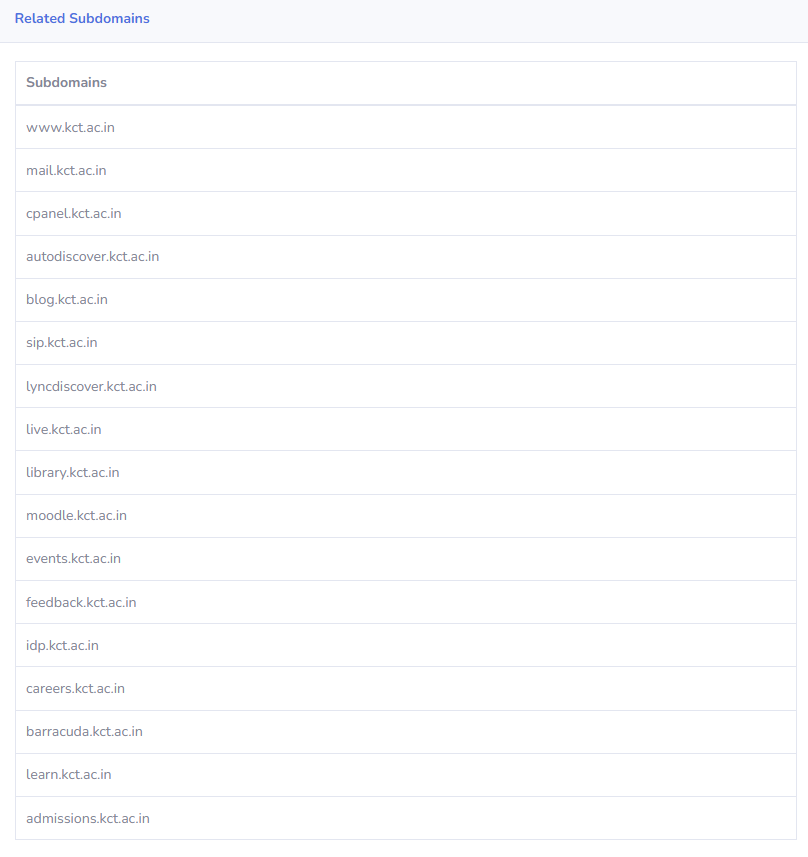 Related Subdomains
Subdomains
www.kct.ac.in
mail.kct.ac.in
cpanel.kct.ac.in
autodiscover.kct.ac.in
blog.kct.ac.in
sip.kct.ac.in
lyncdiscover.kct.ac.in
live.kct.ac.in
library.kct.ac.in
moodle.kct.ac.in
events.kct.ac.in
feedback.kct.ac.in
idp.kct.ac.in
careers.kct.ac.in
barracuda.kct.ac.in
learn.kct.ac.in
admissions.kct.ac.in